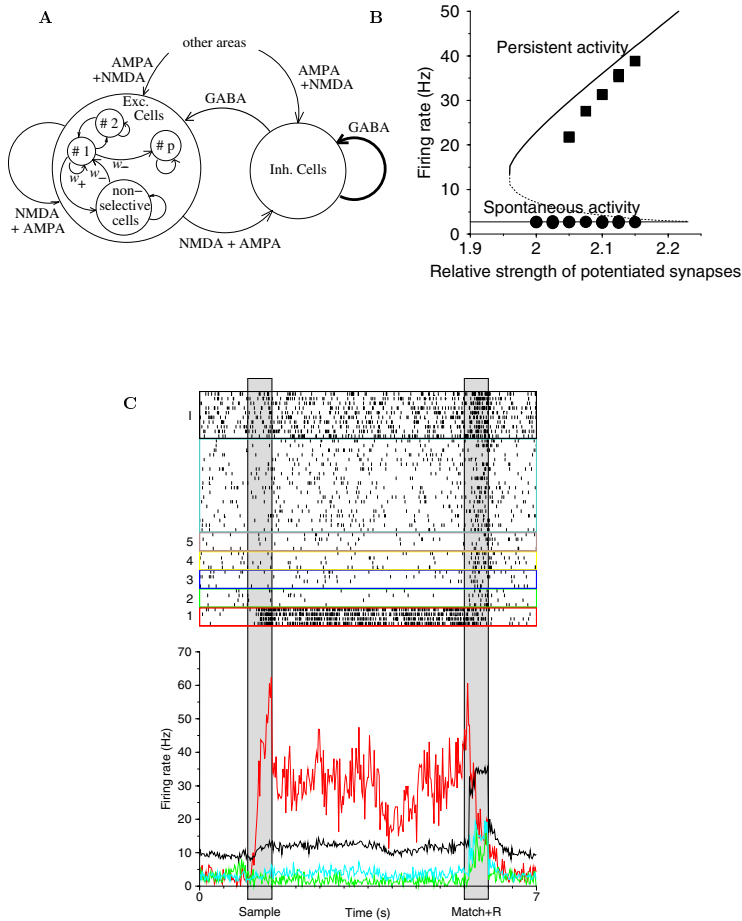 A
other areas
AMPA
+NMDA
AMPA
+NMDA
GABA
GABA
Exc.
Cells
# 2
# 1
# p
w+
w−
w−
non−
selective
cells
Inh. Cells
NMDA
+ AMPA
NMDA + AMPA
B
Firing rate (Hz)
50
40
30
20
10
0
Persistent activity
Spontaneous activity
1.9
2
2.1
2.2
Relative strength of potentiated synapses
C
I
5
4
3
2
1
Firing rate (Hz)
70
60
50
40
30
20
10
0
0
7
Sample
Time (s)
Match+R